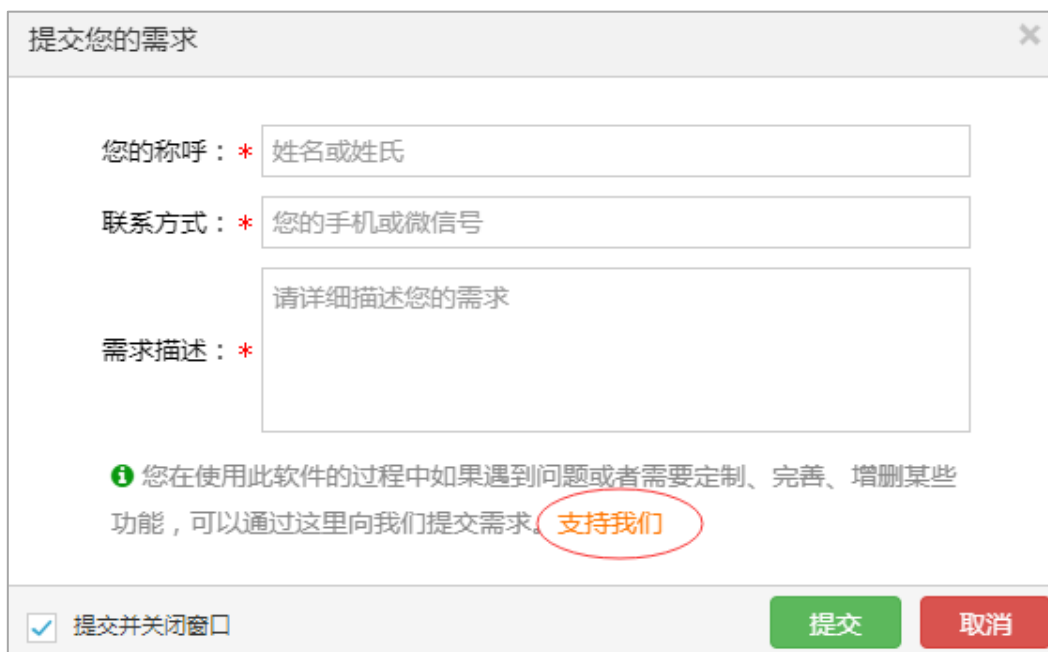 提交您的需求
您的称呼：* 姓名或姓氏
联系方式：* 您的手机或微信号
请详细描述您的需求
需求描述：*
您在使用此软件的过程中如果遇到问题或者需要定制、完善、增删某些
功能，可以通过这里向我们提交需求。支持我们
提交并关闭窗口 提交 取消